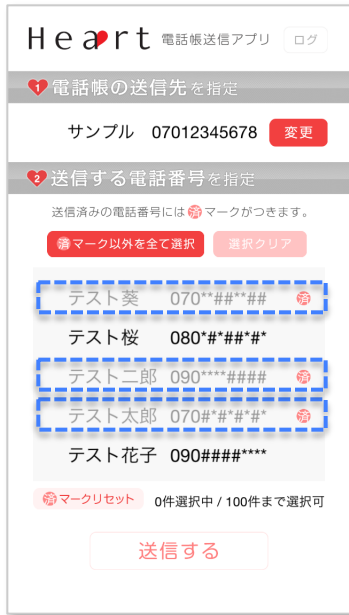 Heart 電話帳送信アプリ ログ
1 電話帳の送信先を指定
サンプル 07012345678 変更
2 送信する電話番号を指定
送信済みの電話番号には済マークがつきます。
済マーク以外を全て選択 選択クリア
テスト葵 070**##**## 済
テスト桜 080*#*##*#*
テスト二郎 090****#### 済
テスト太郎 070#*#*#*#* 済
テスト花子 090####****
済マークリセット 0件選択中 / 100件まで選択可
送信する